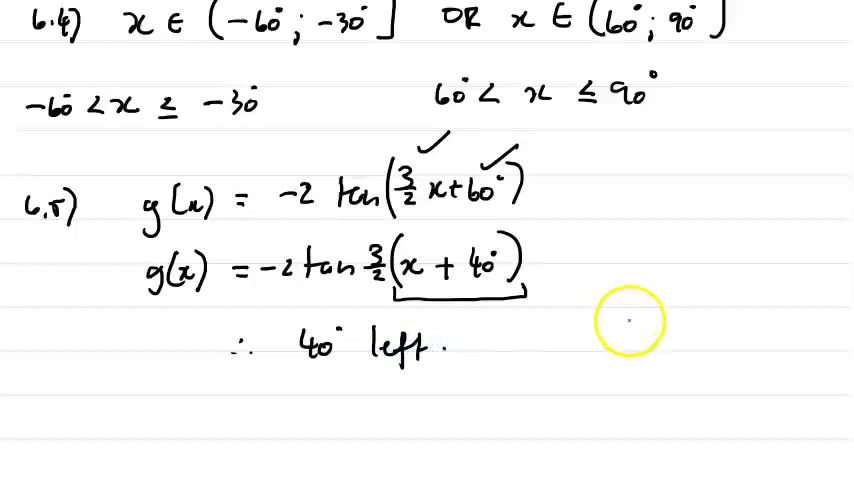 6.4) x ∈ (-60°; -30°] OR x ∈ (60°; 90°]
-60° < x ≤ -30° 60° < x ≤ 90°
6.5) g(x) = -2 tan(3/2 x + 60°)
g(x) = -2 tan 3/2 (x + 40°)
∴ 40° left.